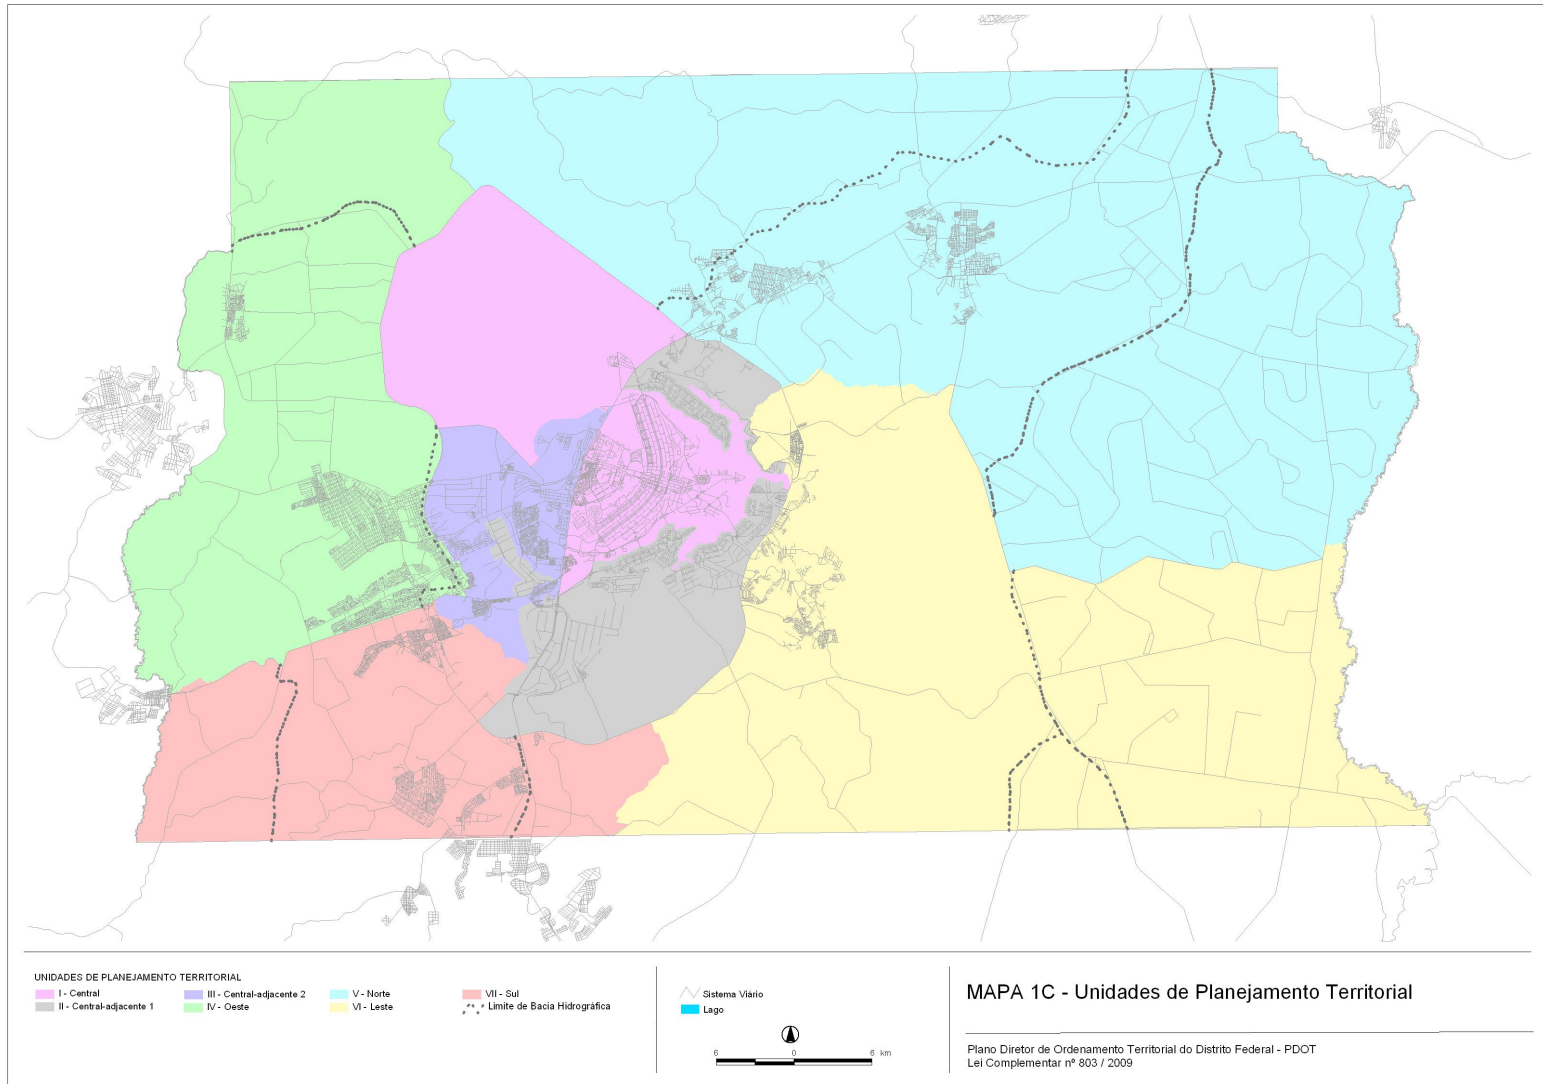 UNIDADES DE PLANEJAMENTO TERRITORIAL
I - Central
II - Central-adjacente 1
III - Central-adjacente 2
IV - Oeste
V - Norte
VI - Leste
VII - Sul
Limite de Bacia Hidrográfica
Sistema Viário
Lago
6 0 6 km
MAPA 1C - Unidades de Planejamento Territorial
Plano Diretor de Ordenamento Territorial do Distrito Federal - PDOT
Lei Complementar nº 803 / 2009